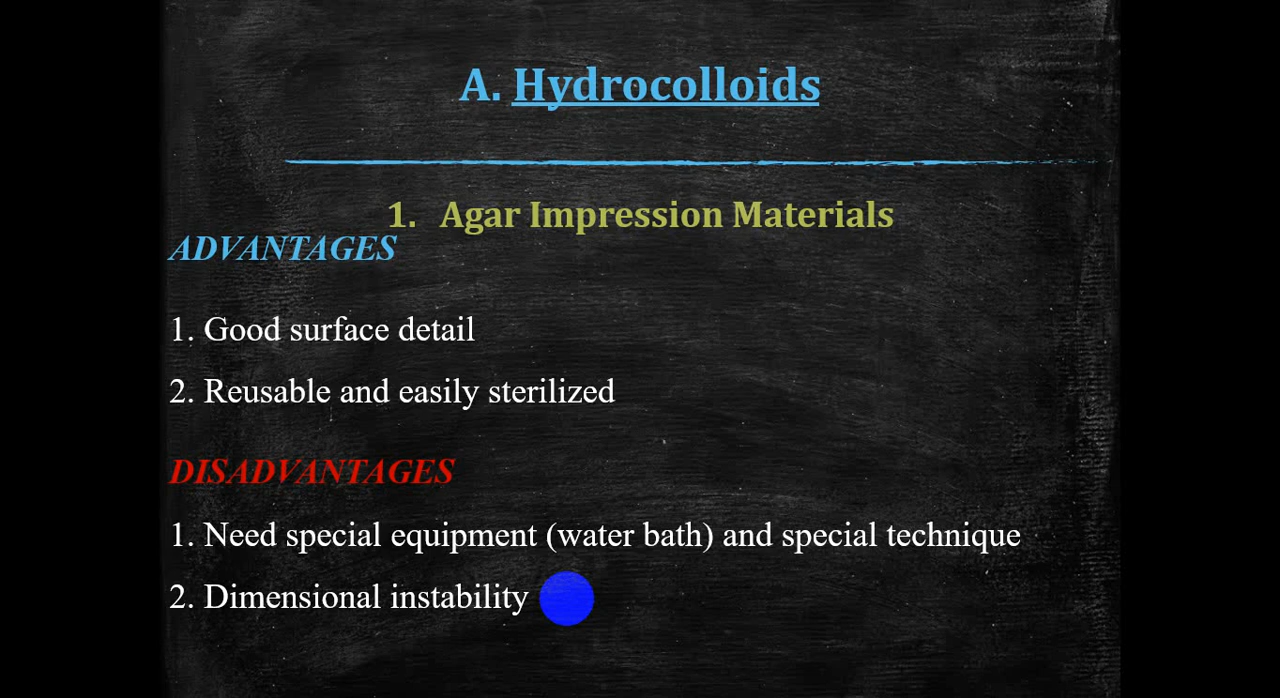 A. Hydrocolloids
1. Agar Impression Materials
ADVANTAGES
1. Good surface detail
2. Reusable and easily sterilized
DISADVANTAGES
1. Need special equipment (water bath) and special technique
2. Dimensional instability